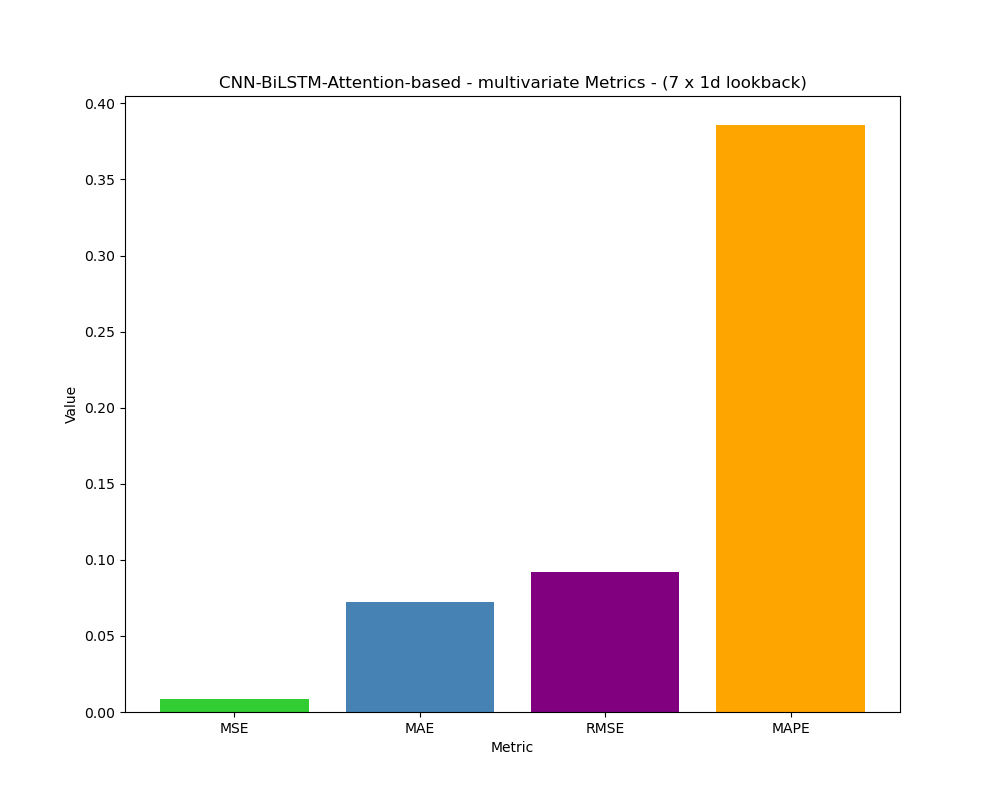 CNN-BiLSTM-Attention-based - multivariate Metrics - (7 x 1d lookback)
0.40
0.35
0.30
0.25
0.20
0.15
0.10
0.05
0.00
Value
MSE MAE RMSE MAPE
Metric